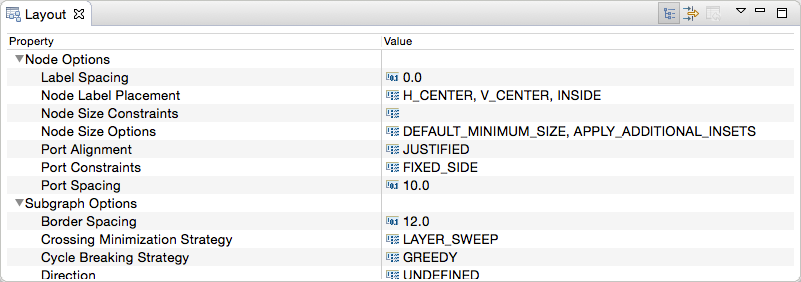 Layout
Property Value
Node Options
Label Spacing 0.0
Node Label Placement H_CENTER, V_CENTER, INSIDE
Node Size Constraints
Node Size Options DEFAULT_MINIMUM_SIZE, APPLY_ADDITIONAL_INSETS
Port Alignment JUSTIFIED
Port Constraints FIXED_SIDE
Port Spacing 10.0
Subgraph Options
Border Spacing 12.0
Crossing Minimization Strategy LAYER_SWEEP
Cycle Breaking Strategy GREEDY
Direction UNDEFINED